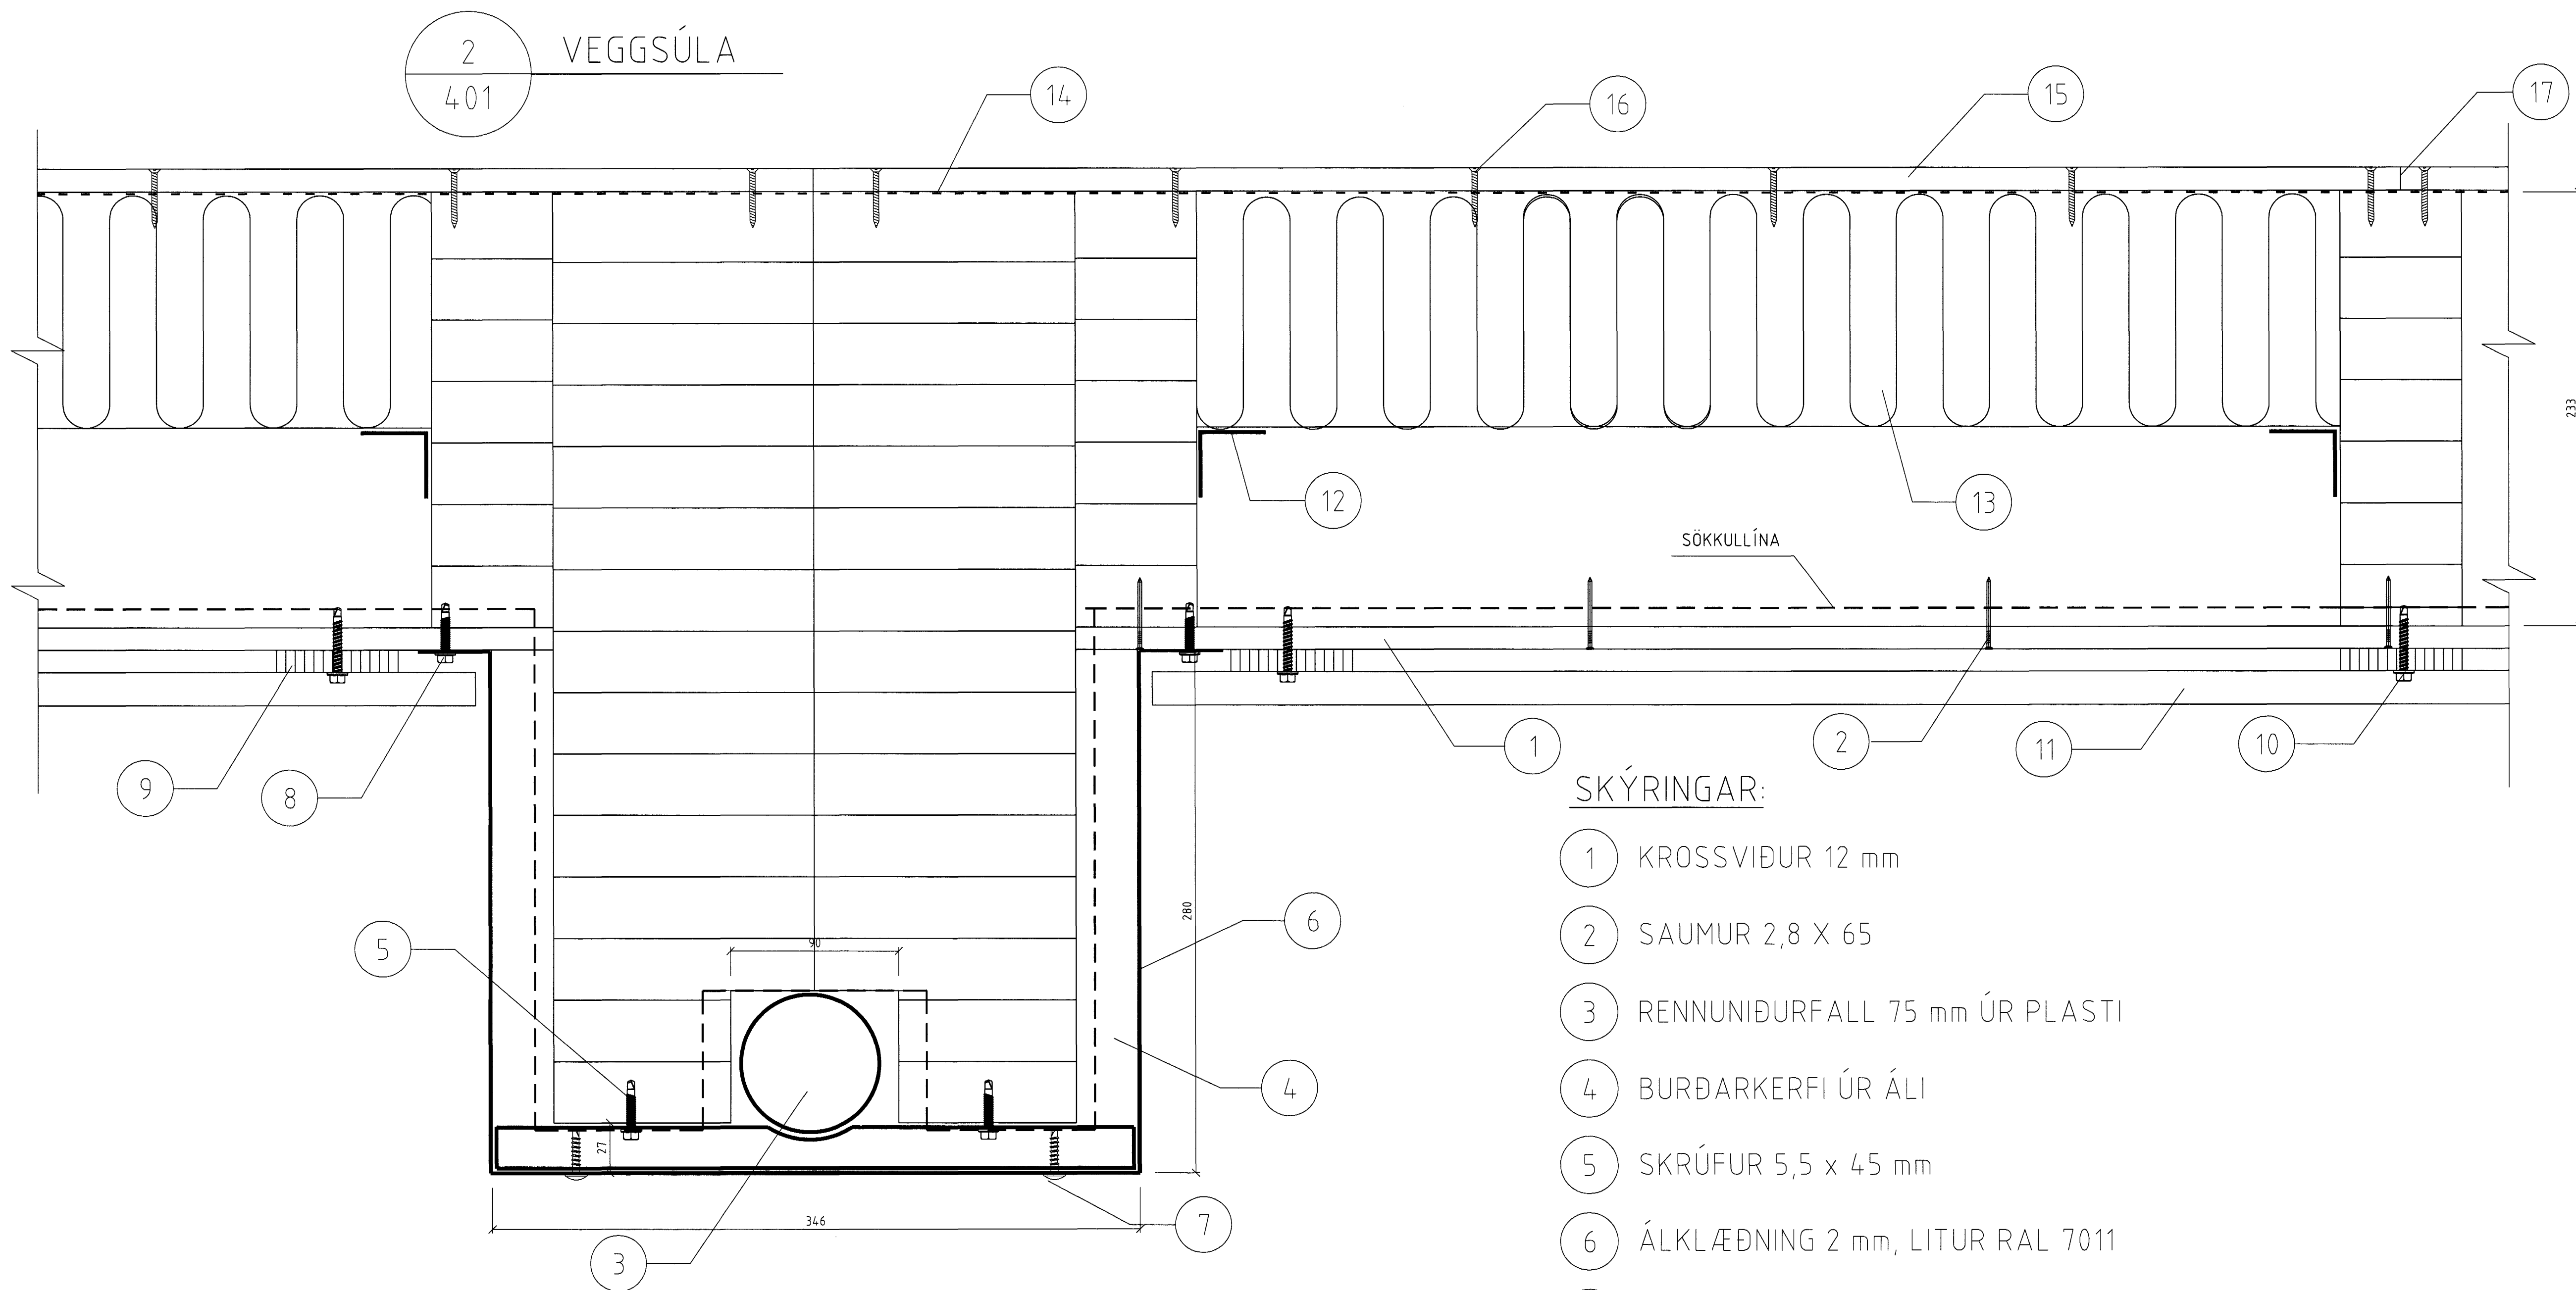 2
401
VEGGSÚLA
14
16
15
17
12
13
233
SÖKKULLÍNA
9
8
1
2
11
10
5
6
280
90
4
27
346
3
7
SKÝRINGAR:
1 KROSSVIÐUR 12 mm
2 SAUMUR 2,8 X 65
3 RENNUNIÐURFALL 75 mm ÚR PLASTI
4 BURÐARKERFI ÚR ÁLI
5 SKRÚFUR 5,5 x 45 mm
6 ÁLKLÆÐNING 2 mm, LITUR RAL 7011